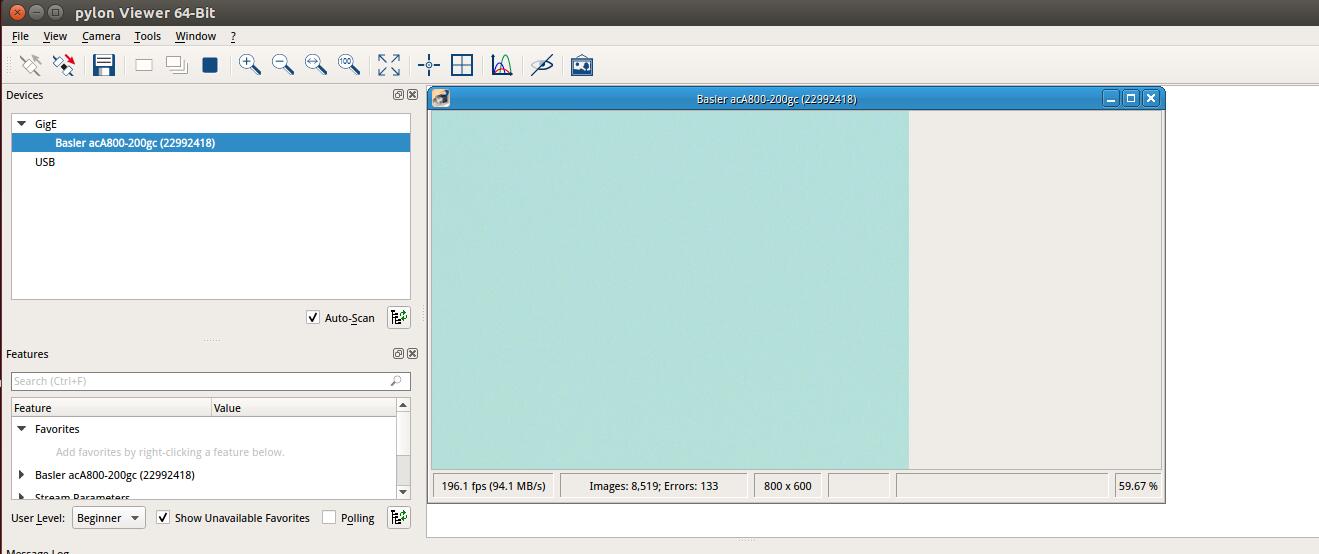 pylon Viewer 64-Bit
File View Camera Tools Window ?
100
Devices
GigE
Basler acA800-200gc (22992418)
USB
Auto-Scan
Features
Search (Ctrl+F)
Feature Value
Favorites
Add favorites by right-clicking a feature below.
Basler acA800-200gc (22992418)
Stream Parameters
User Level: Beginner Show Unavailable Favorites Polling
Message Log
Basler acA800-200gc (22992418)
196.1 fps (94.1 MB/s) Images: 8,519; Errors: 133 800 x 600 59.67 %